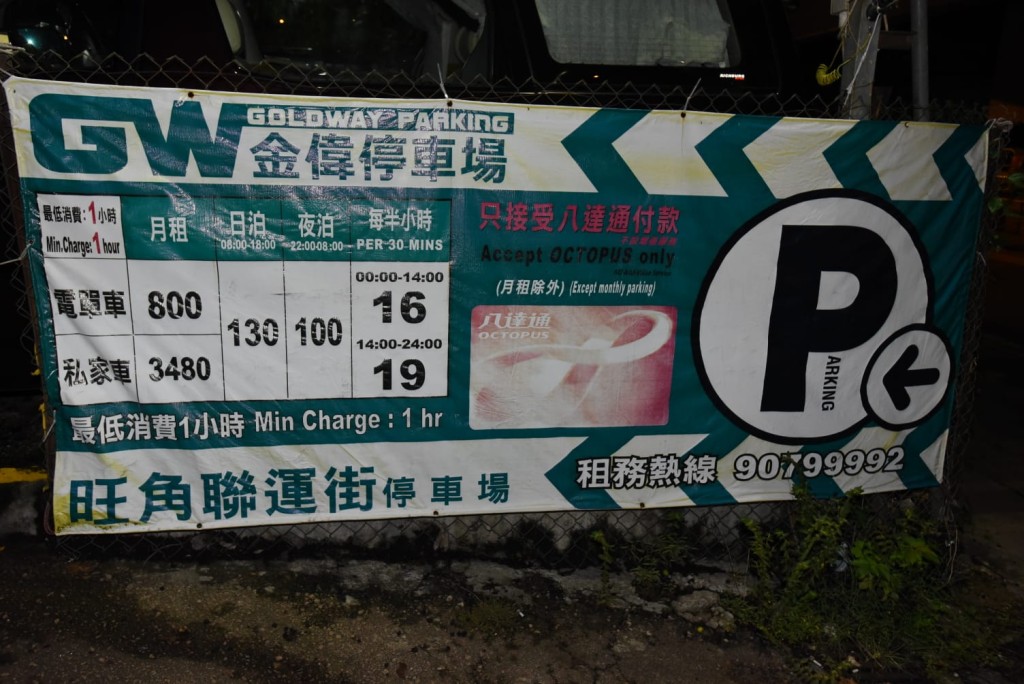 GW GOLDWAY PARKING
金偉停車場
最低消費：1小時
Min.Charge: 1 hour
月租
日泊
08:00-18:00
夜泊
22:00-08:00
每半小時
PER 30 MINS
電單車
800
私家車
3480
130
100
00:00-14:00
16
14:00-24:00
19
最低消費1小時 Min Charge : 1 hr
只接受八達通付款
Accept OCTOPUS only
(月租除外) (Except monthly parking)
八達通
OCTOPUS
PARKING
旺角聯運街停車場
租務熱線 90799992